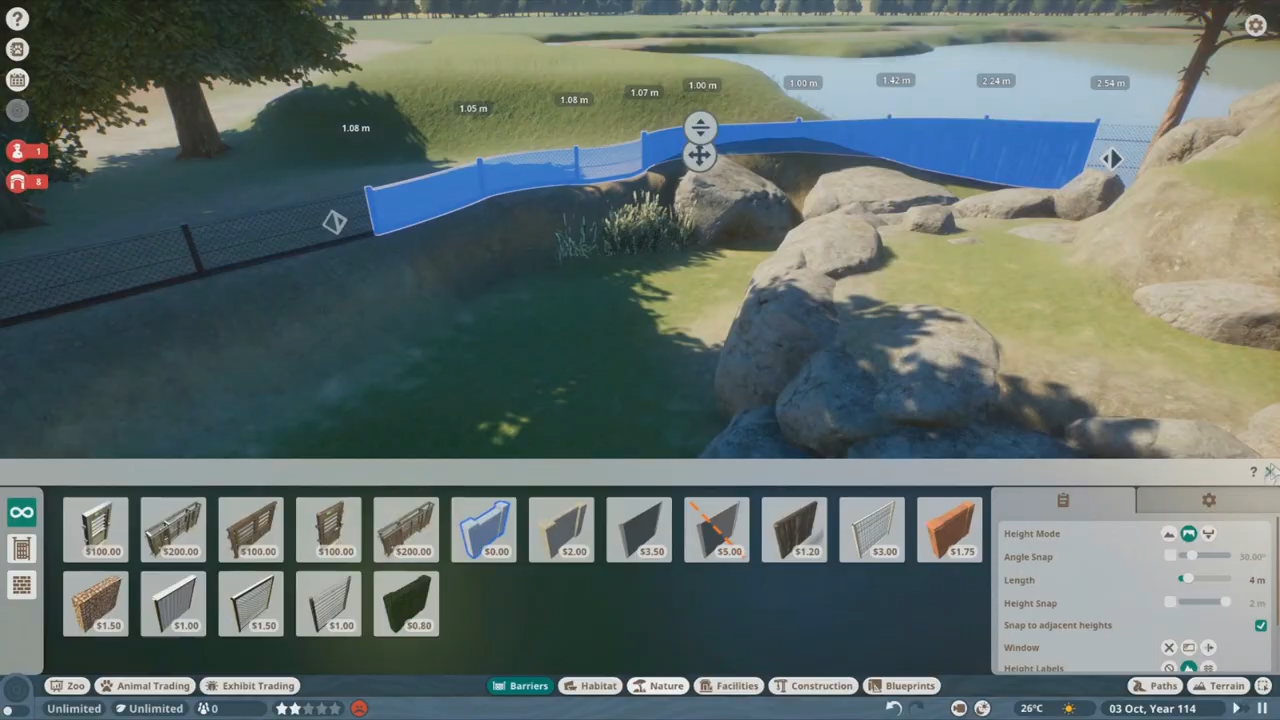 1.08 m 1.05 m 1.08 m 1.07 m 1.00 m 1.00 m 1.42 m 2.24 m 2.54 m
?
1
8
?
$100.00 $200.00 $100.00 $100.00 $200.00 $0.00 $2.00 $3.50 $5.00 $1.20 $3.00 $1.75
$1.50 $1.00 $1.50 $1.00 $0.80
Height Mode
Angle Snap 30.00°
Length 4 m
Height Snap 2 m
Snap to adjacent heights
Window
Height Labels
Zoo Animal Trading Exhibit Trading Barriers Habitat Nature Facilities Construction Blueprints Paths Terrain
Unlimited Unlimited 0 26°C 03 Oct, Year 114